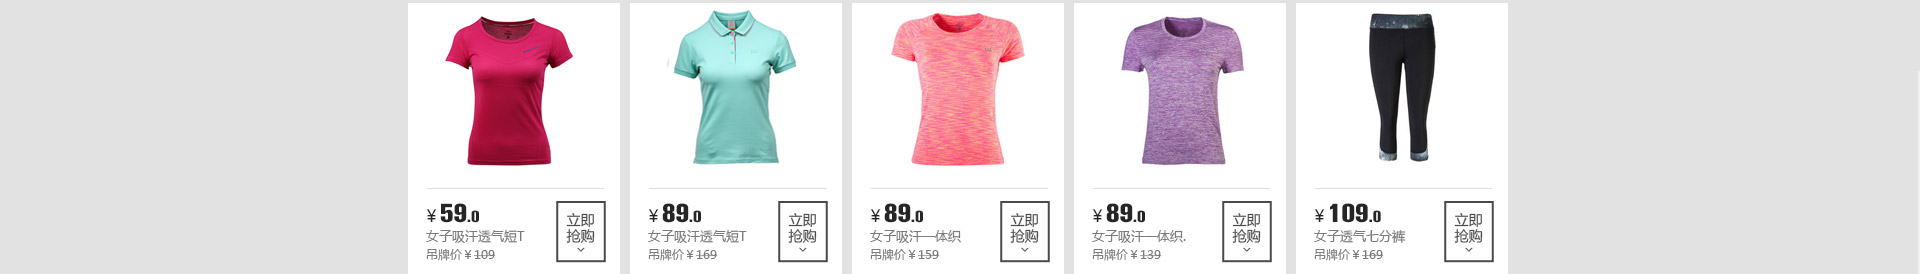 ¥59.0
女子吸汗透气短T
吊牌价¥109
立即
抢购
¥89.0
女子吸汗透气短T
吊牌价¥169
立即
抢购
¥89.0
女子吸汗一体织
吊牌价¥159
立即
抢购
¥89.0
女子吸汗一体织.
吊牌价¥139
立即
抢购
¥109.0
女子透气七分裤
吊牌价¥169
立即
抢购